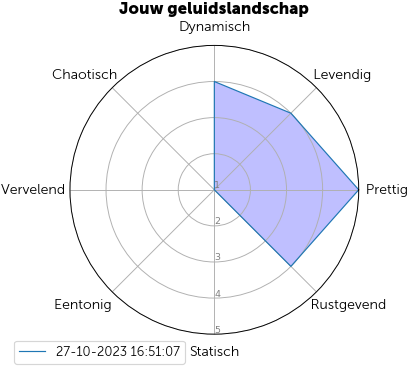 Jouw geluidslandschap
Dynamisch
Chaotisch
Levendig
Vervelend
1
Prettig
2
3
4
Eentonig
Rustgevend
5
27-10-2023 16:51:07
Statisch